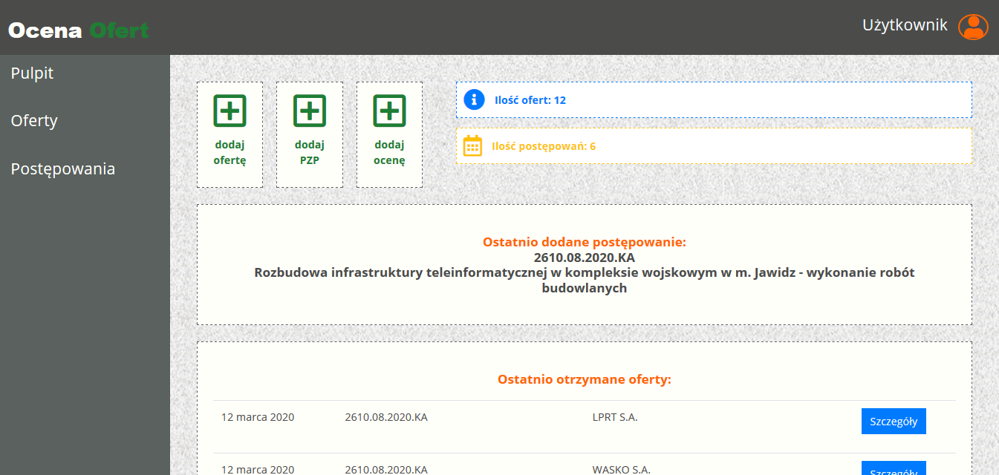 Ocena Ofert
Użytkownik
Pulpit
Oferty
Postępowania
dodaj
ofertę
dodaj
PZP
dodaj
ocenę
Ilość ofert: 12
Ilość postępowań: 6
Ostatnio dodane postępowanie:
2610.08.2020.KA
Rozbudowa infrastruktury teleinformatycznej w kompleksie wojskowym w m. Jawidz - wykonanie robót
budowlanych
Ostatnio otrzymane oferty:
12 marca 2020 2610.08.2020.KA LPRT S.A. Szczegóły
12 marca 2020 2610.08.2020.KA WASKO S.A. Szczegóły